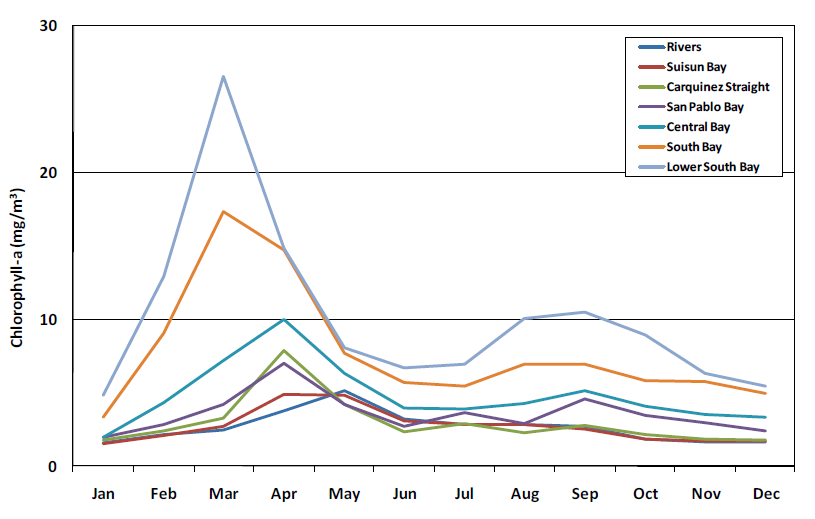 30
20
10
0
Chlorophyll-a (mg/m³)
Rivers
Suisun Bay
Carquinez Straight
San Pablo Bay
Central Bay
South Bay
Lower South Bay
Jan Feb Mar Apr May Jun Jul Aug Sep Oct Nov Dec